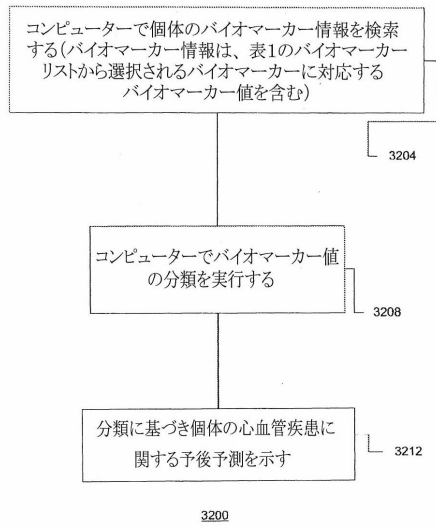 コンピューターで個体のバイオマーカー情報を検索
する(バイオマーカー情報は、表1のバイオマーカー
リストから選択されるバイオマーカーに対応する
バイオマーカー値を含む)
3204
コンピューターでバイオマーカー値
の分類を実行する
3208
分類に基づき個体の心血管疾患に
関する予後予測を示す
3212
3200